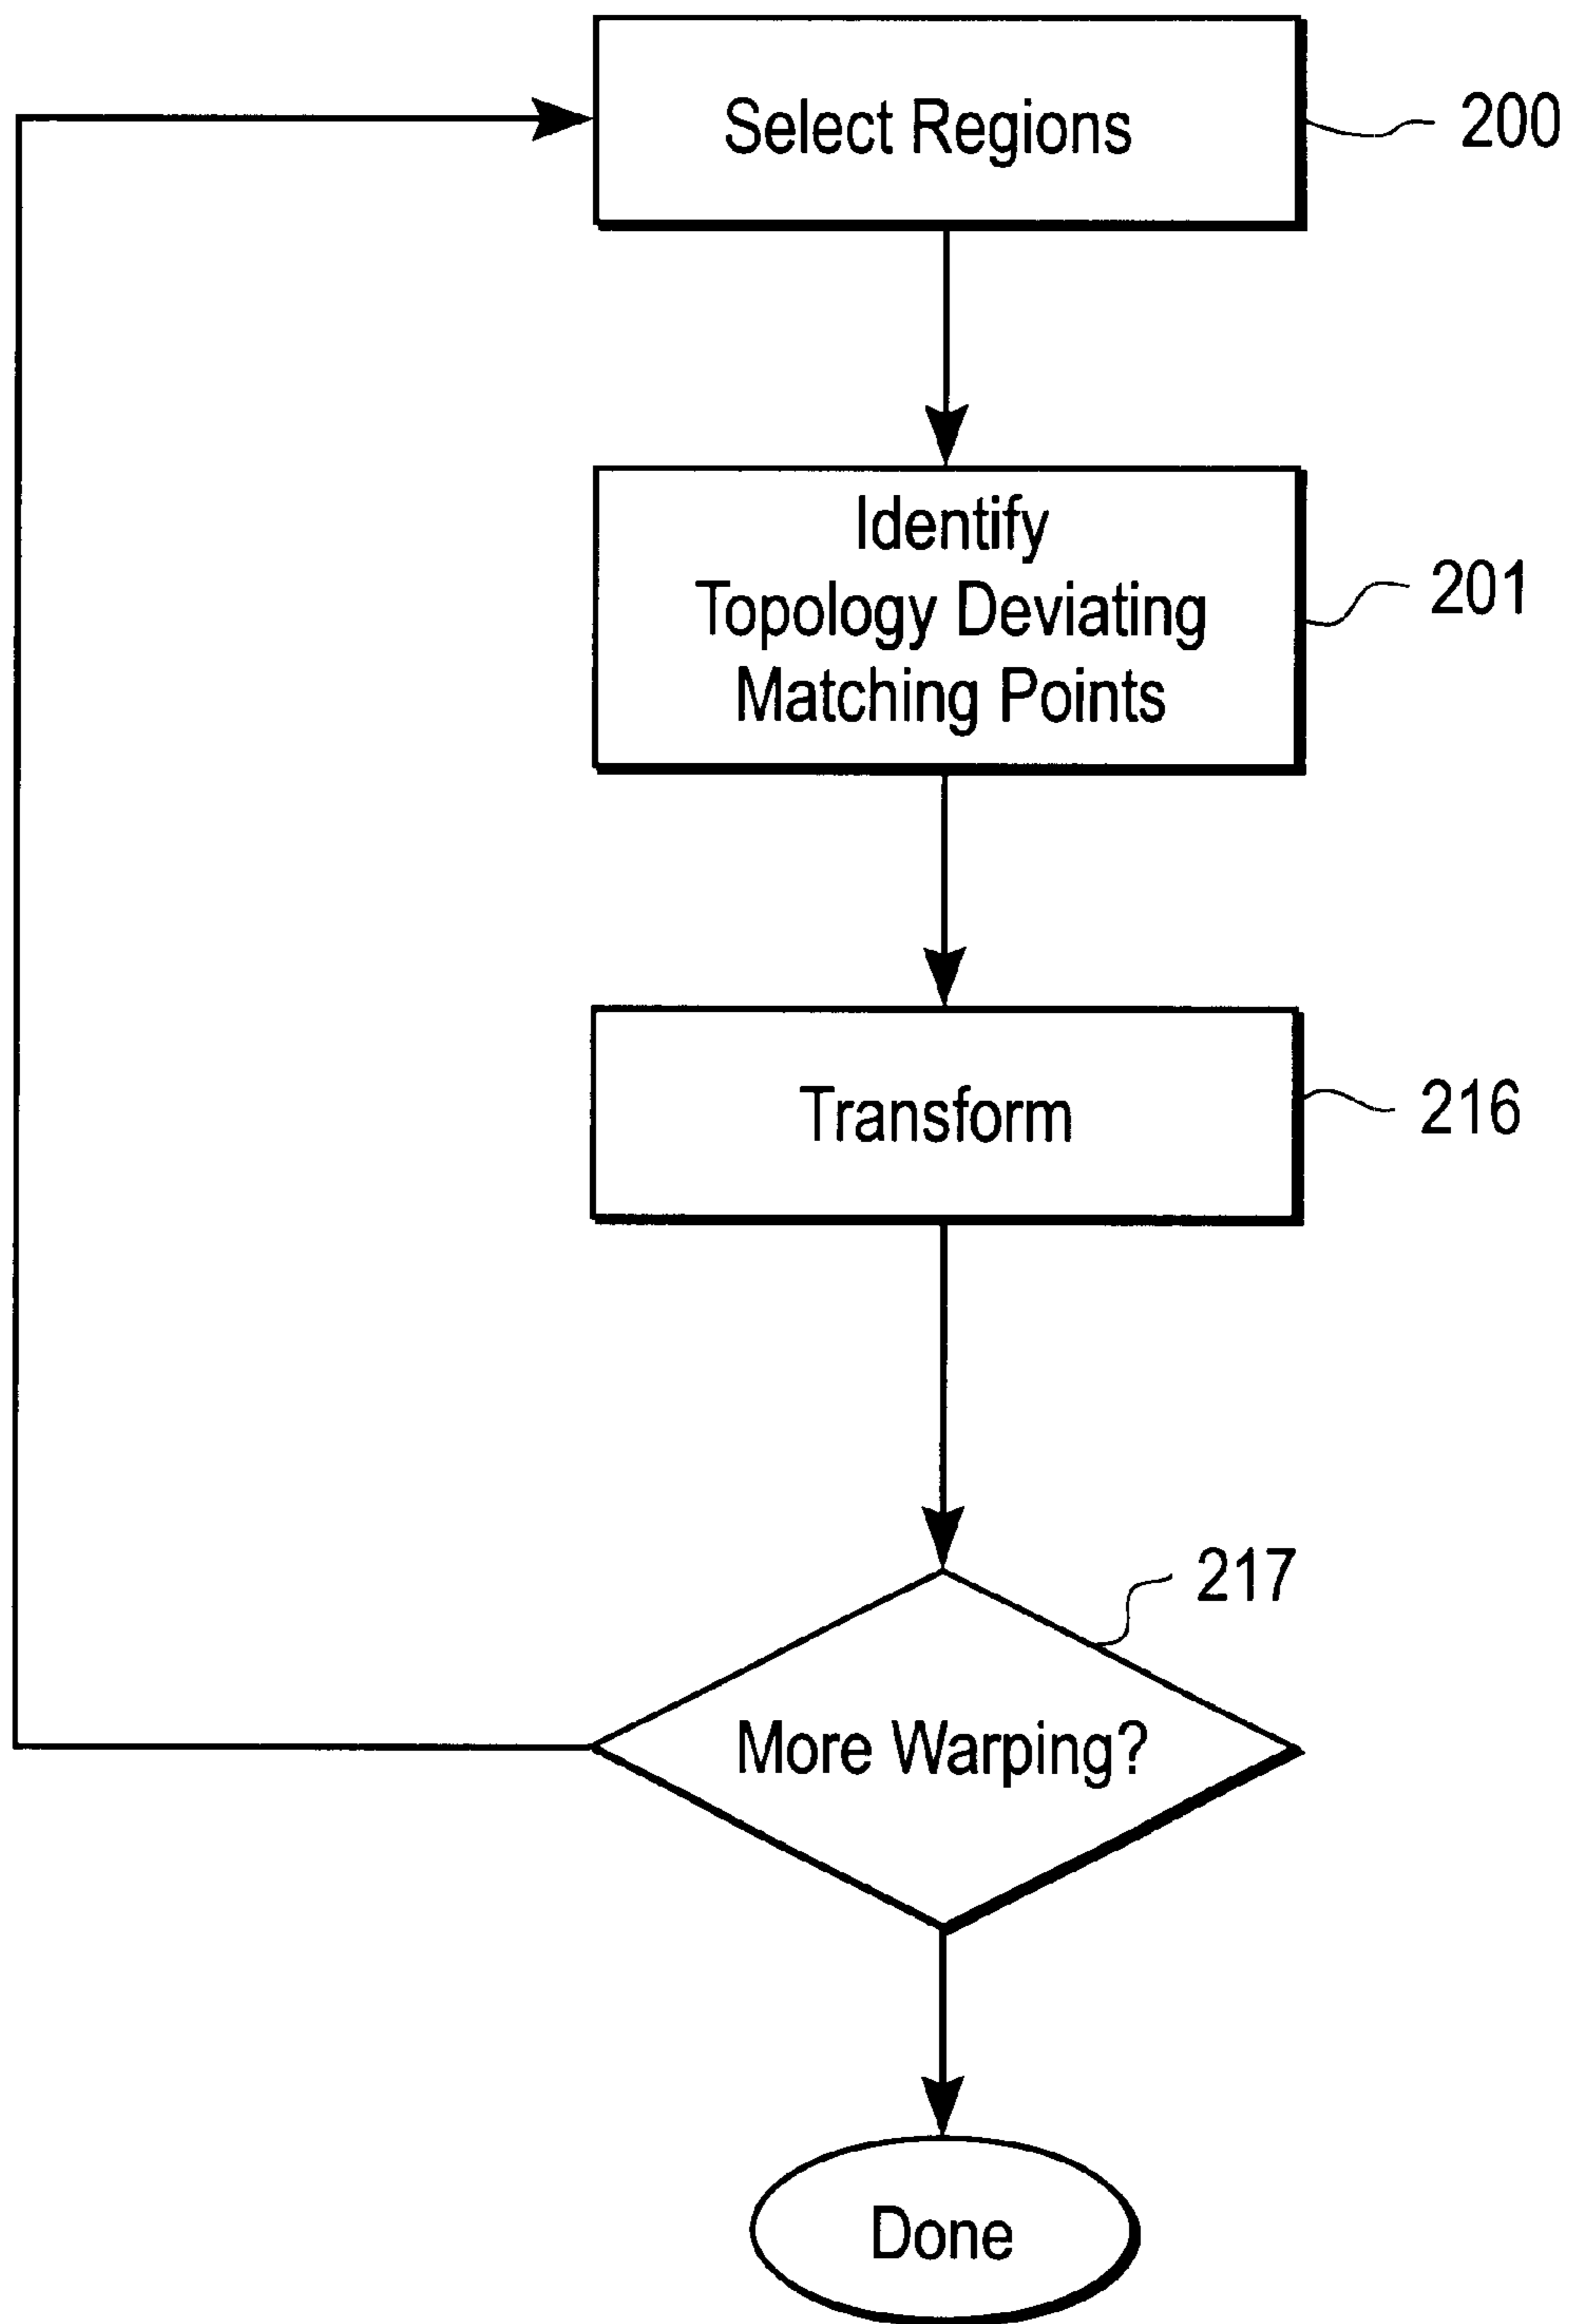 Select Regions
200
Identify
Topology Deviating
Matching Points
201
Transform
216
217
More Warping?
Done